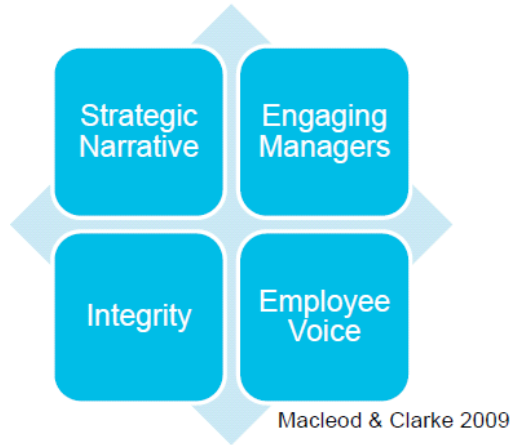 Strategic
Narrative
Engaging
Managers
Integrity
Employee
Voice
Macleod & Clarke 2009